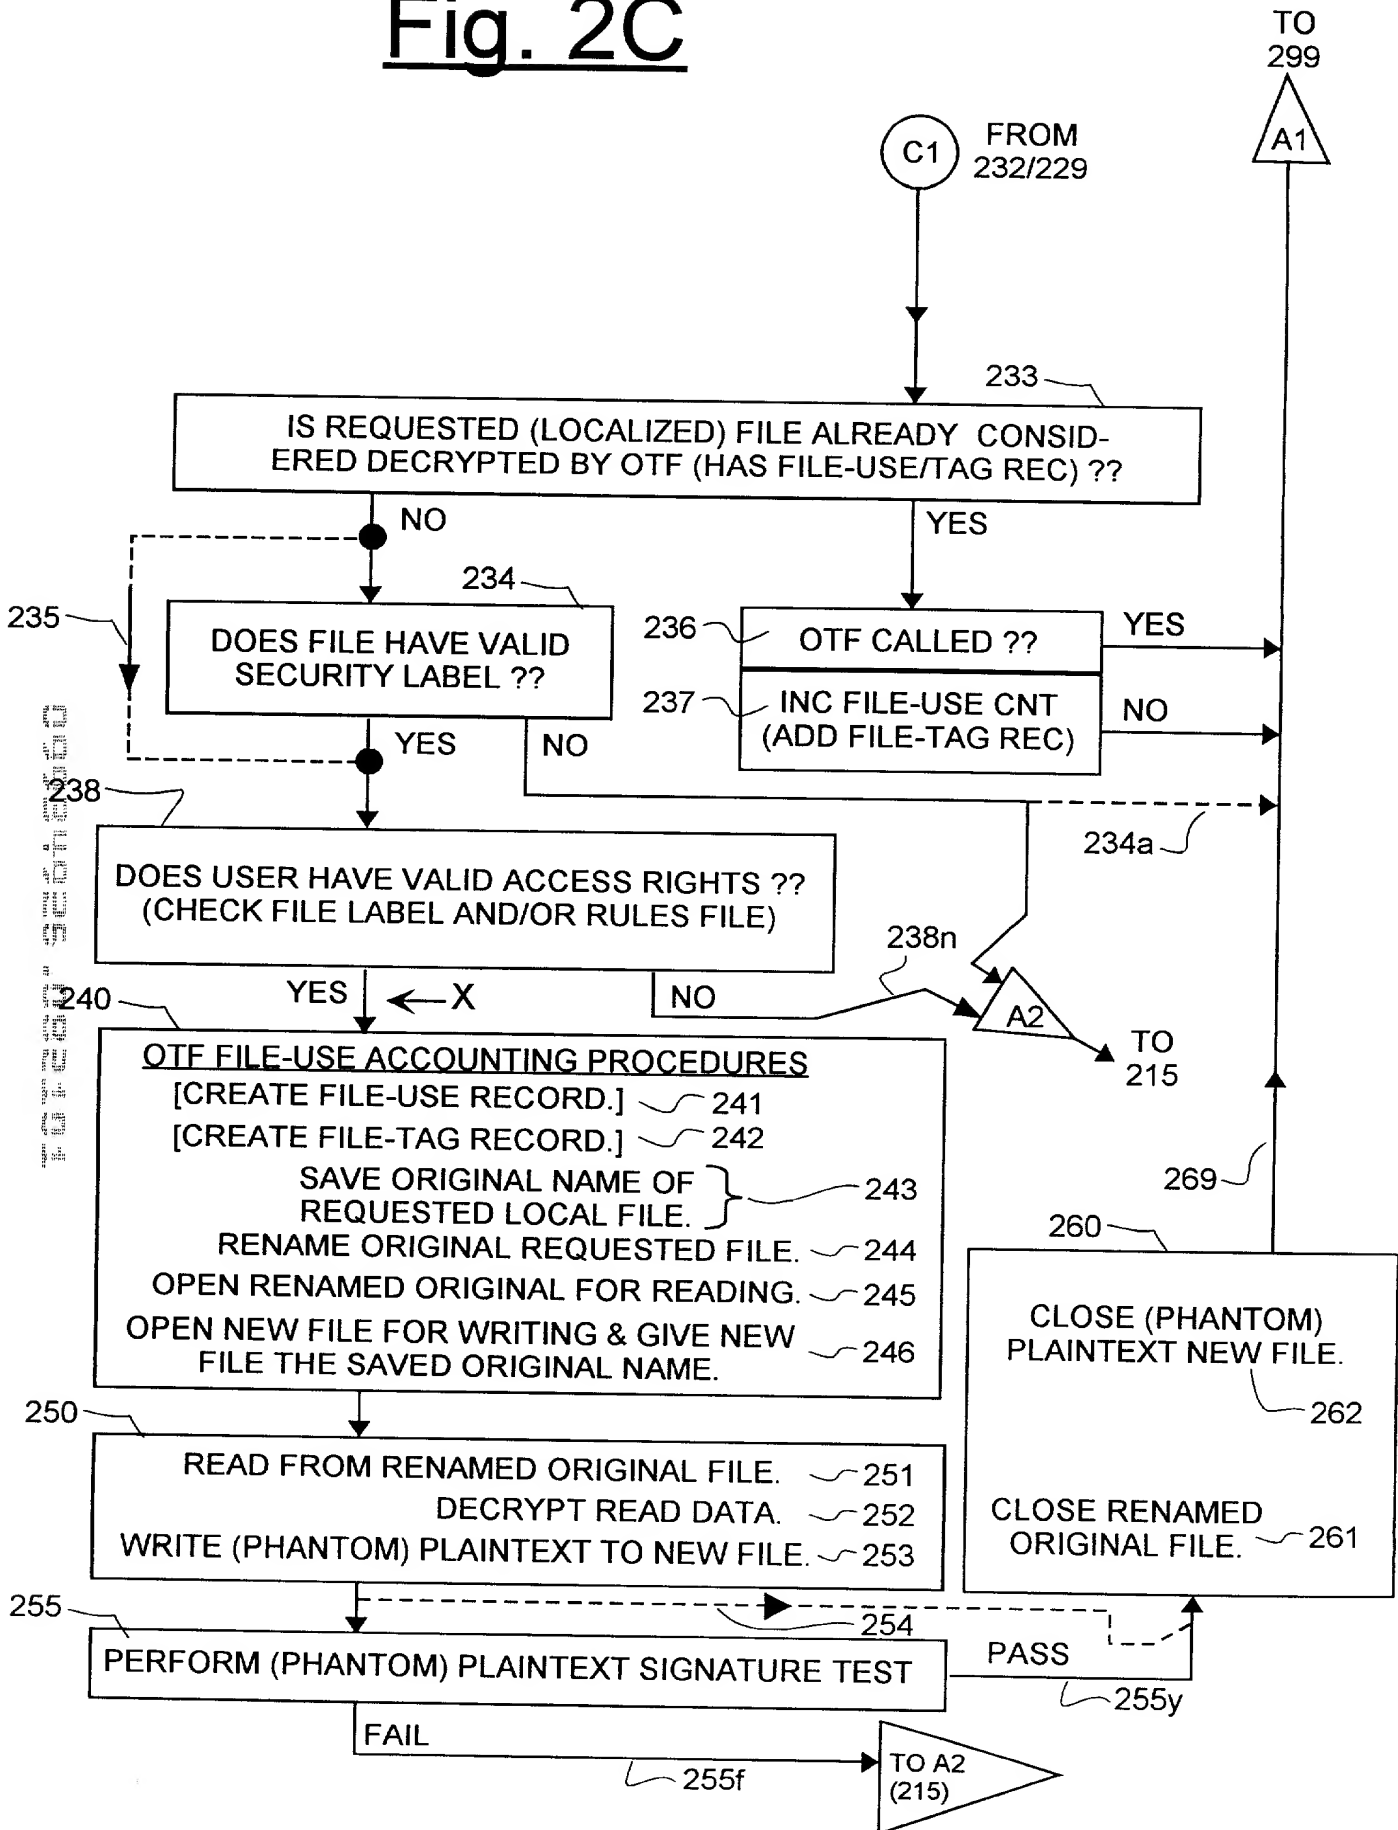 Fig. 2C
TO
299
A1
C1
FROM
232/229
233
IS REQUESTED (LOCALIZED) FILE ALREADY CONSID-
ERED DECRYPTED BY OTF (HAS FILE-USE/TAG REC) ??
NO
YES
234
235
DOES FILE HAVE VALID
SECURITY LABEL ??
236
OTF CALLED ??
YES
237
INC FILE-USE CNT
(ADD FILE-TAG REC)
NO
YES
NO
238
234a
DOES USER HAVE VALID ACCESS RIGHTS ??
(CHECK FILE LABEL AND/OR RULES FILE)
238n
YES
X
NO
A2
TO
215
240
OTF FILE-USE ACCOUNTING PROCEDURES
[CREATE FILE-USE RECORD.] 241
[CREATE FILE-TAG RECORD.] 242
SAVE ORIGINAL NAME OF
REQUESTED LOCAL FILE. 243
RENAME ORIGINAL REQUESTED FILE. 244
OPEN RENAMED ORIGINAL FOR READING. 245
OPEN NEW FILE FOR WRITING & GIVE NEW
FILE THE SAVED ORIGINAL NAME. 246
269
260
CLOSE (PHANTOM)
PLAINTEXT NEW FILE.
262
CLOSE RENAMED
ORIGINAL FILE. 261
250
READ FROM RENAMED ORIGINAL FILE. 251
DECRYPT READ DATA. 252
WRITE (PHANTOM) PLAINTEXT TO NEW FILE. 253
254
255
PERFORM (PHANTOM) PLAINTEXT SIGNATURE TEST
PASS
255y
FAIL
255f
TO A2
(215)